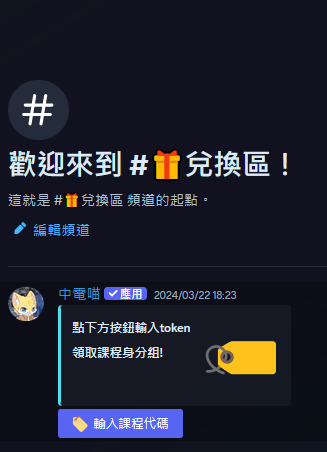 歡迎來到 #🎁兌換區！
這就是 #🎁兌換區 頻道的起點。
編輯頻道
中電喵 應用 2024/03/22 18:23
點下方按鈕輸入token
領取課程身分組!
輸入課程代碼